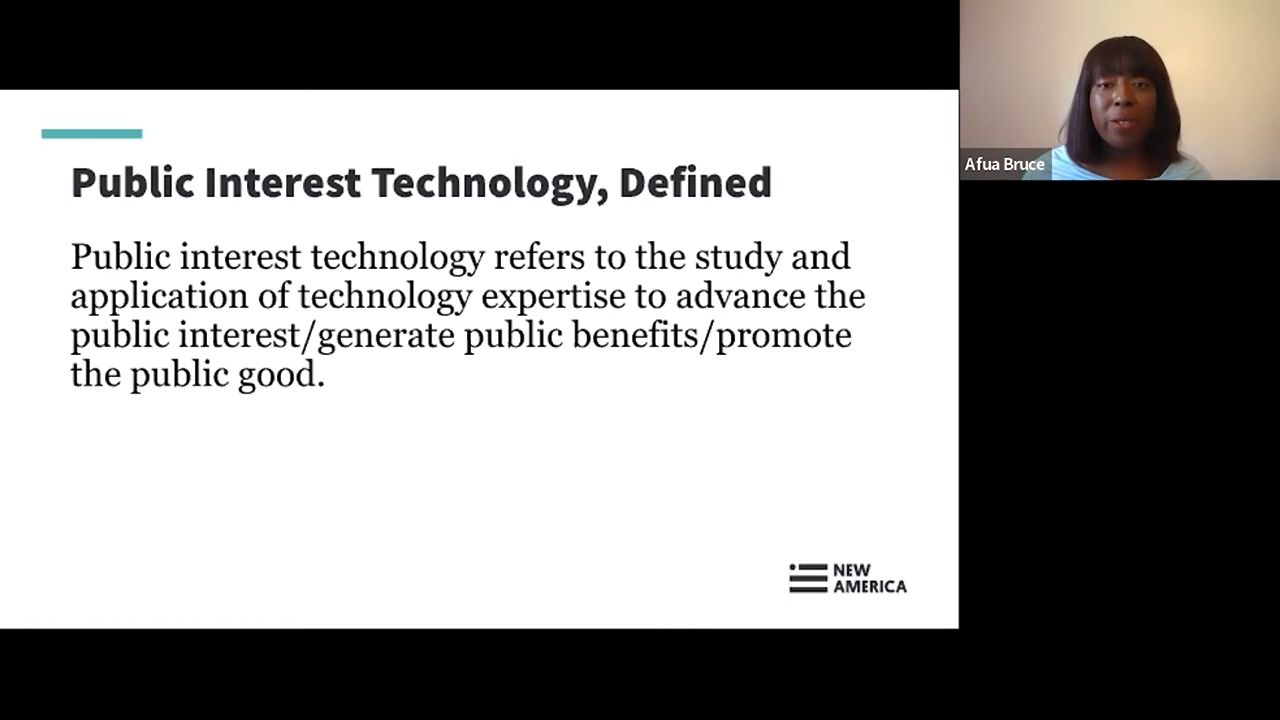 Public Interest Technology, Defined
Public interest technology refers to the study and
application of technology expertise to advance the
public interest/generate public benefits/promote
the public good.
NEW
AMERICA
Afua Bruce